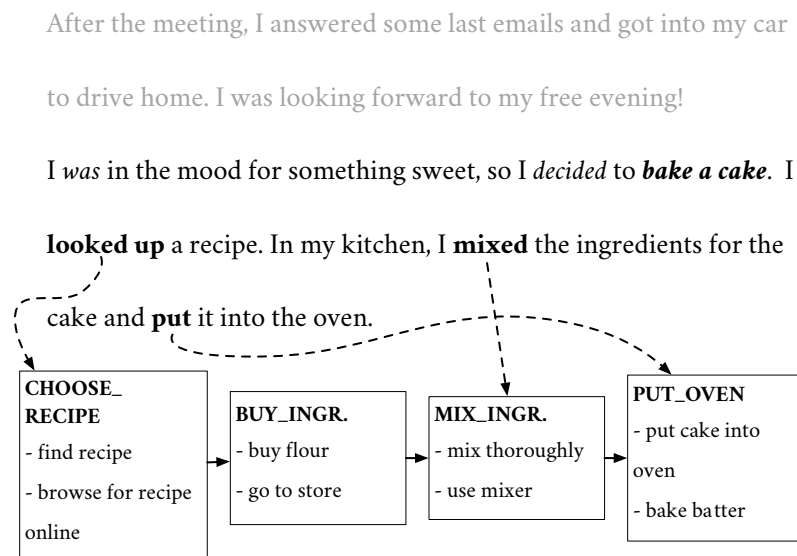 After the meeting, I answered some last emails and got into my car
to drive home. I was looking forward to my free evening!
I was in the mood for something sweet, so I decided to bake a cake. I
looked up a recipe. In my kitchen, I mixed the ingredients for the
cake and put it into the oven.
CHOOSE_
RECIPE
- find recipe
- browse for recipe
online
BUY_INGR.
- buy flour
- go to store
MIX_INGR.
- mix thoroughly
- use mixer
PUT_OVEN
- put cake into
oven
- bake batter